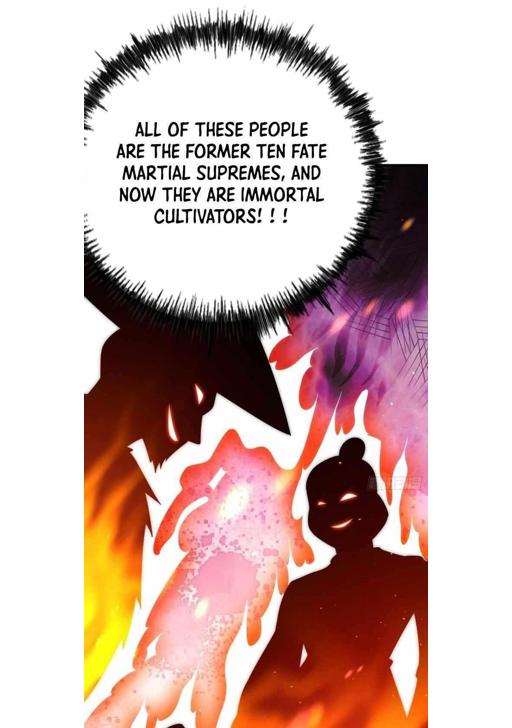 ALL OF THESE PEOPLE
ARE THE FORMER TEN FATE
MARTIAL SUPREMES, AND
NOW THEY ARE IMMORTAL
CULTIVATORS! ! !